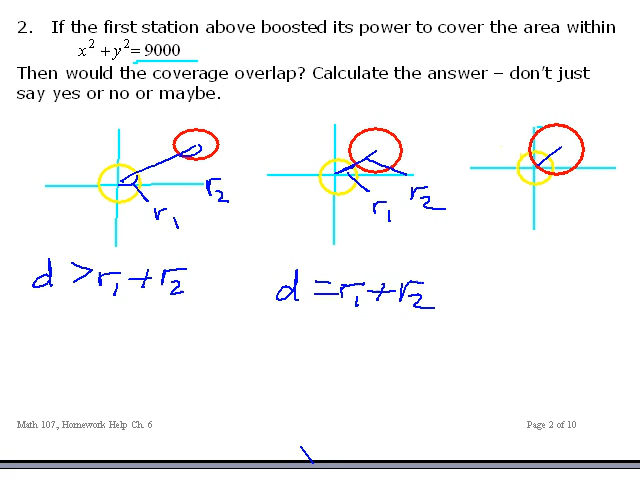 2. If the first station above boosted its power to cover the area within
x² + y² = 9000
Then would the coverage overlap? Calculate the answer – don't just
say yes or no or maybe.
r₂
r₁
r₂
r₁
d > r₁ + r₂
d = r₁ + r₂
Math 107, Homework Help Ch. 6
Page 2 of 10